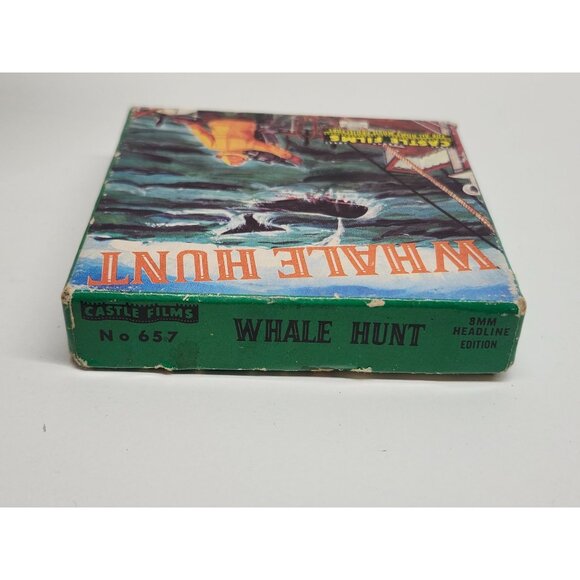 CASTLE FILMS
WHALE HUNT
CASTLE FILMS
No 657
WHALE HUNT
8MM
HEADLINE
EDITION